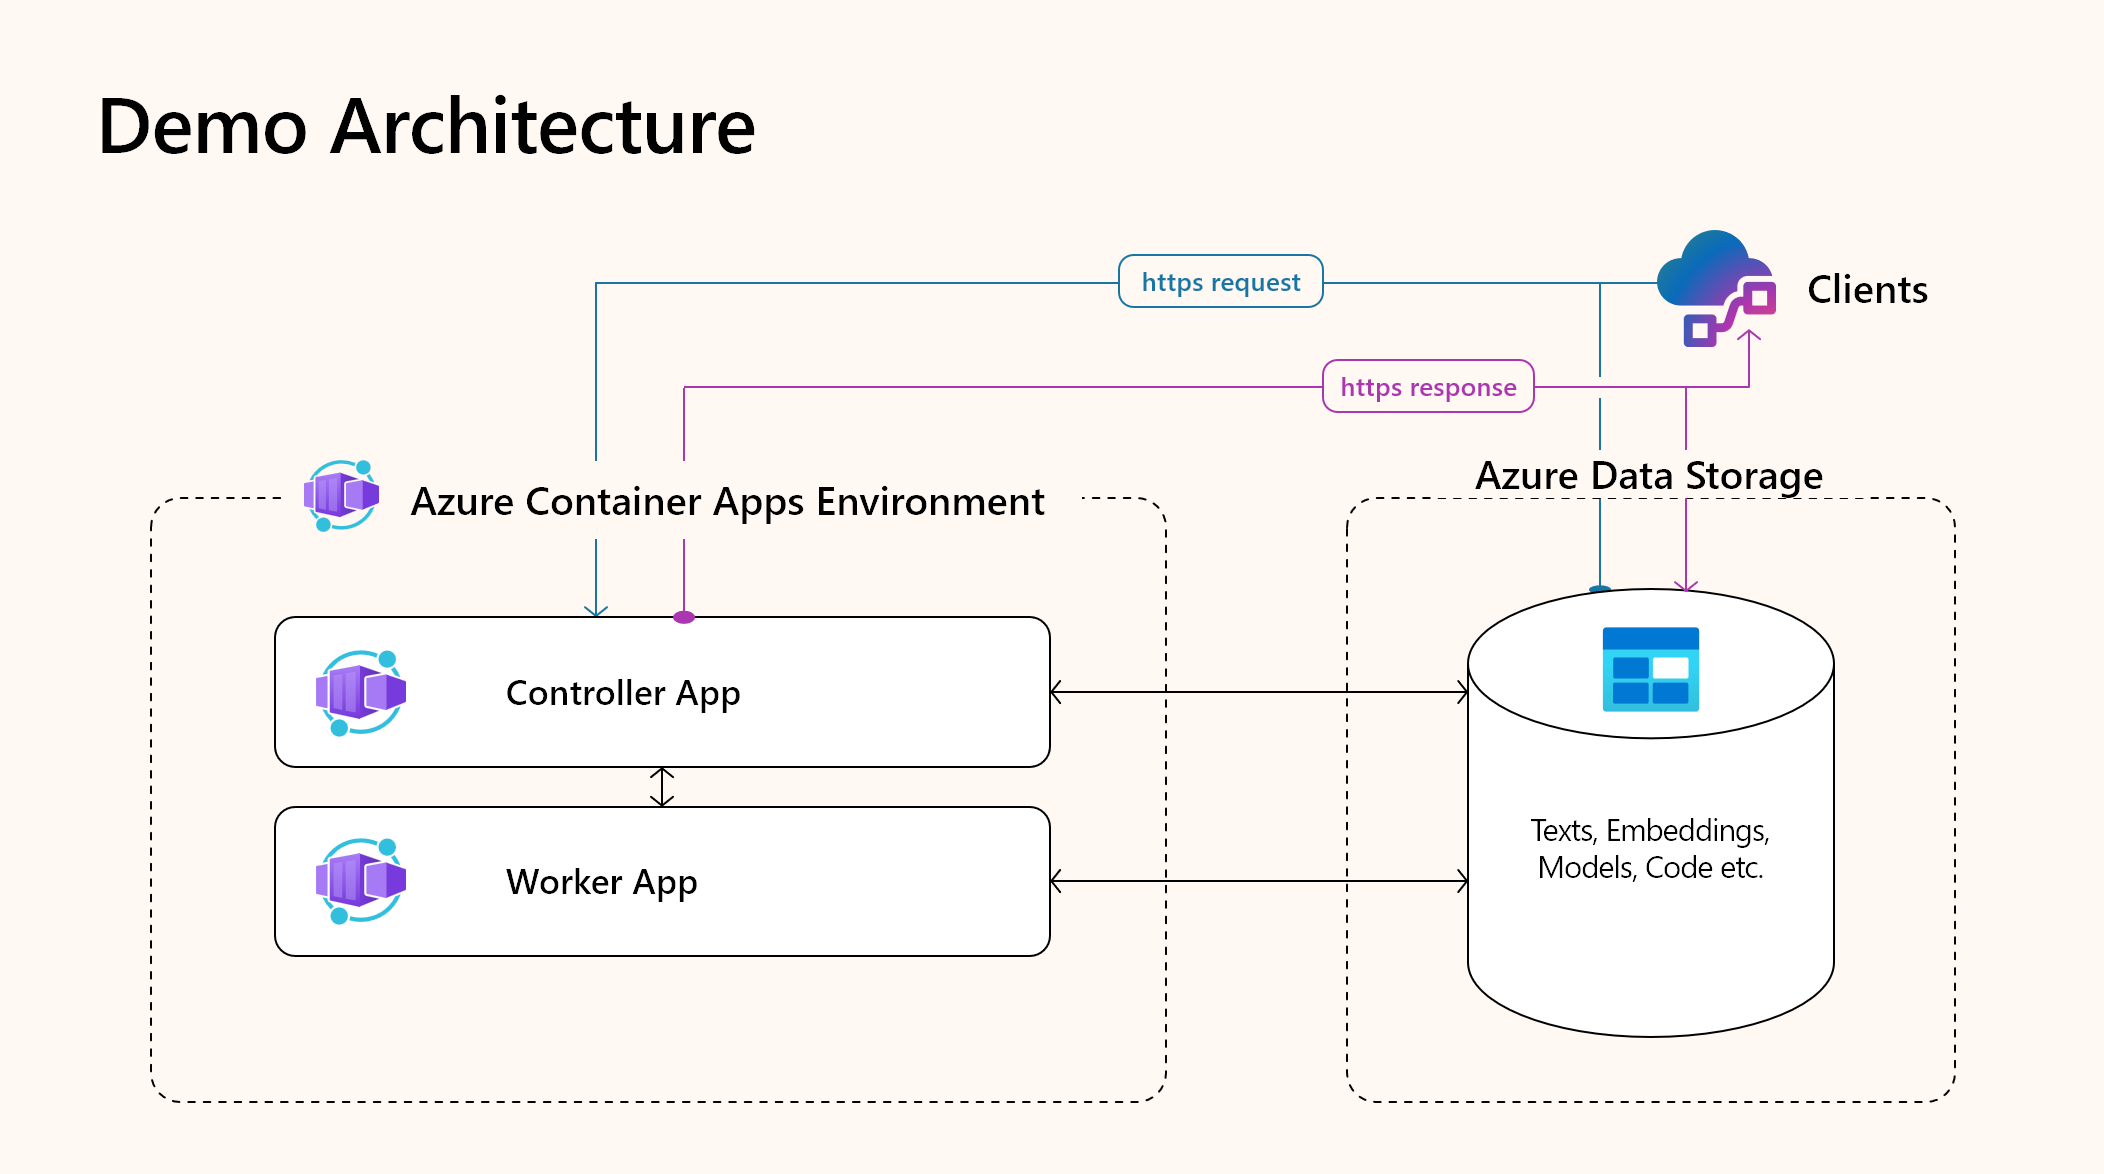 Demo Architecture
https request
Clients
https response
Azure Container Apps Environment
Azure Data Storage
Controller App
Worker App
Texts, Embeddings,
Models, Code etc.